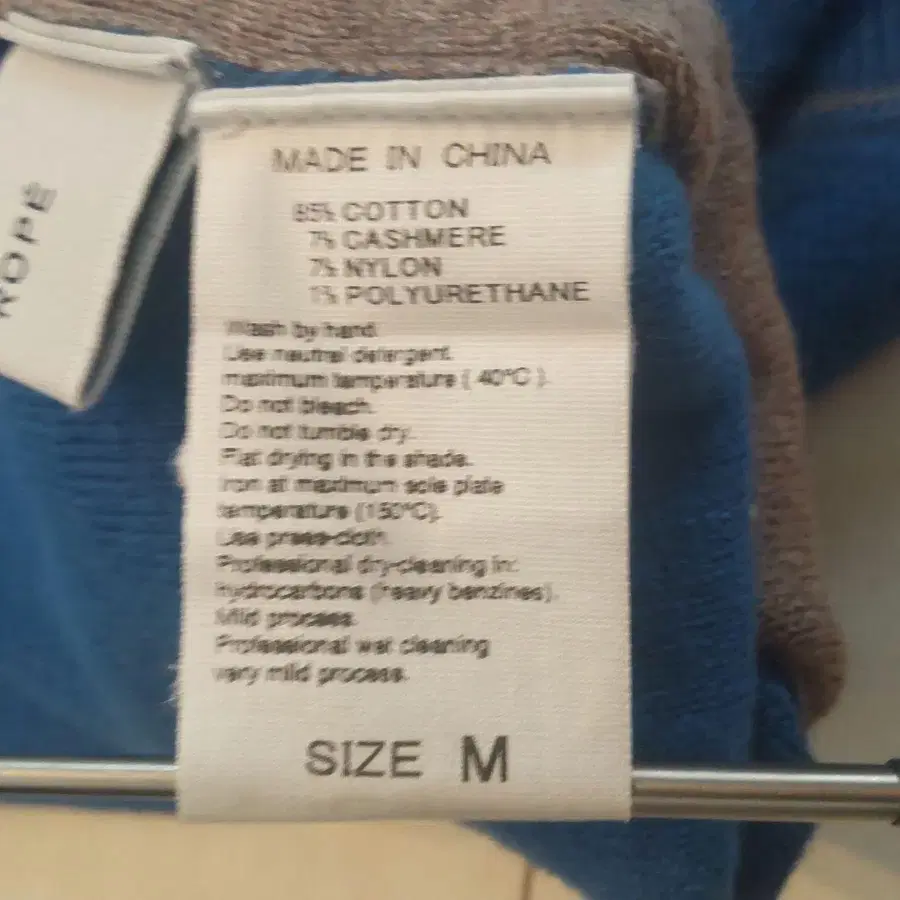 ROPÉ
MADE IN CHINA
85% COTTON
7% CASHMERE
7% NYLON
1% POLYURETHANE
Wash by hand.
Use neutral detergent.
maximum temperature ( 40°C ).
Do not bleach.
Do not tumble dry.
Flat drying in the shade.
Iron at maximum sole plate
temperature (150°C).
Use press-cloth.
Professional dry-cleaning in:
hydrocarbons (heavy benzines).
Mild process.
Professional wet cleaning
very mild process.
SIZE M